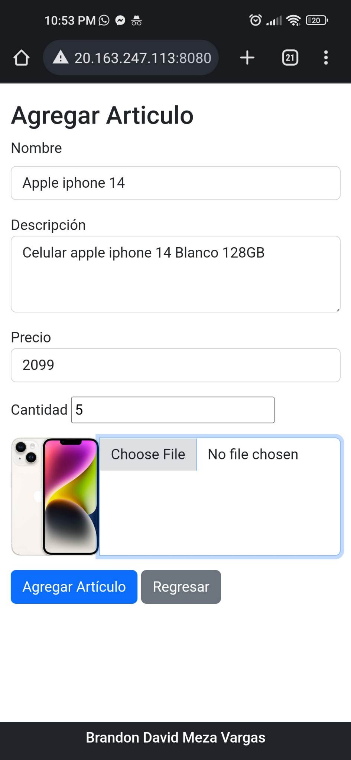 10:53 PM 20
20.163.247.113:8080 21
Agregar Articulo
Nombre
Apple iphone 14
Descripción
Celular apple iphone 14 Blanco 128GB
Precio
2099
Cantidad 5
Choose File No file chosen
Agregar Artículo Regresar
Brandon David Meza Vargas